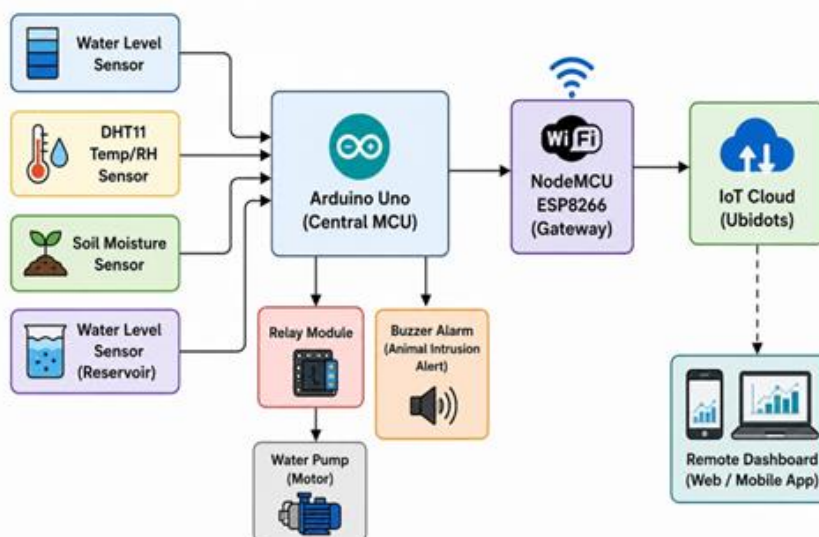 Water Level
Sensor
DHT11
Temp/RH
Sensor
Soil Moisture
Sensor
Water Level
Sensor
(Reservoir)
Arduino Uno
(Central MCU)
Relay Module
Buzzer Alarm
(Animal Intrusion
Alert)
Water Pump
(Motor)
WiFi
NodeMCU
ESP8266
(Gateway)
IoT Cloud
(Ubidots)
Remote Dashboard
(Web / Mobile App)